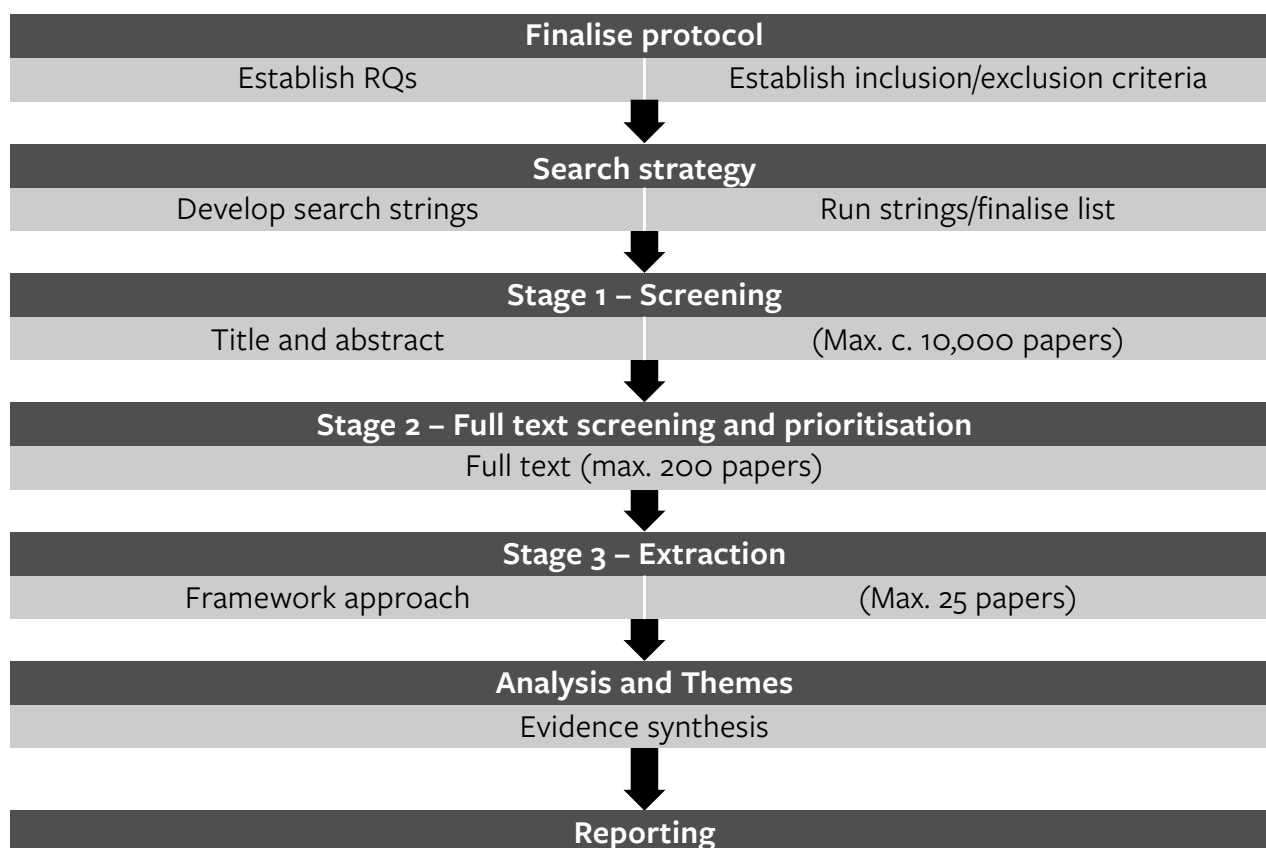 Finalise protocol
Establish RQs
Establish inclusion/exclusion criteria
Search strategy
Develop search strings
Run strings/finalise list
Stage 1 – Screening
Title and abstract
(Max. c. 10,000 papers)
Stage 2 – Full text screening and prioritisation
Full text (max. 200 papers)
Stage 3 – Extraction
Framework approach
(Max. 25 papers)
Analysis and Themes
Evidence synthesis
Reporting